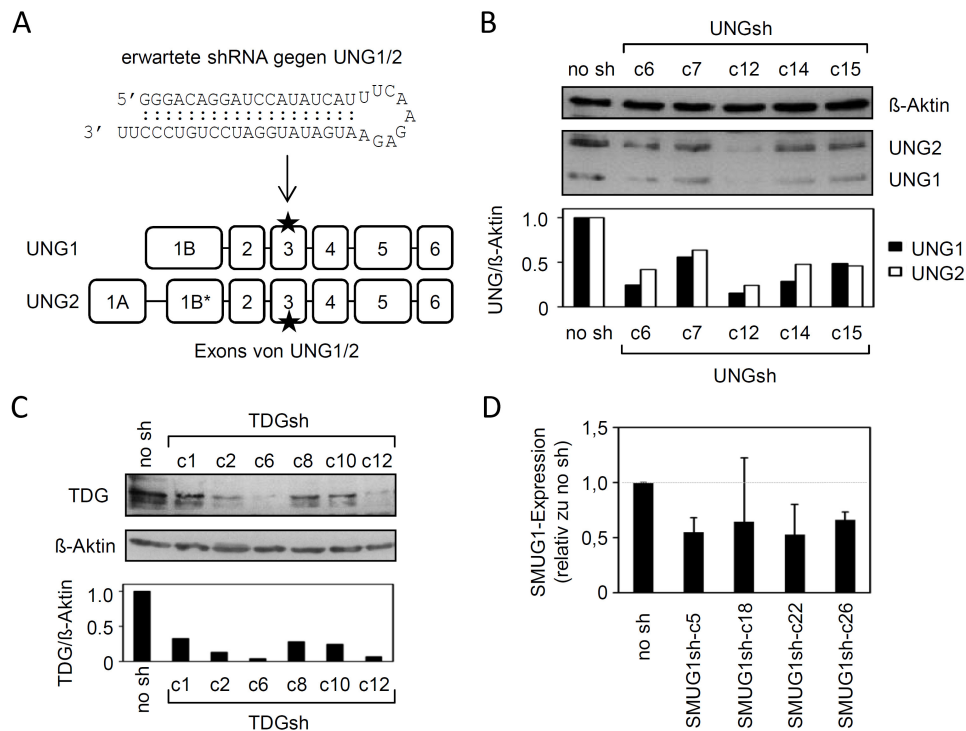 A
erwartete shRNA gegen UNG1/2
5' GGGACAGGAUCCAUAUCAUUUUCA
A
G
3' UUCCCUGUCCUAGGUAUAGUAAGA
UNG1
1B
2
3
4
5
6
UNG2
1A
1B*
2
3
4
5
6
Exons von UNG1/2
B
UNGsh
no sh c6 c7 c12 c14 c15
ß-Aktin
UNG2
UNG1
UNG/ß-Aktin
1.0
0.5
0
UNG1
UNG2
no sh c6 c7 c12 c14 c15
UNGsh
C
no sh
TDGsh
c1 c2 c6 c8 c10 c12
TDG
ß-Aktin
TDG/ß-Aktin
1.0
0.5
0
no sh
c1 c2 c6 c8 c10 c12
TDGsh
D
SMUG1-Expression
(relativ zu no sh)
1,5
1,0
0,5
0
no sh
SMUG1sh-c5
SMUG1sh-c18
SMUG1sh-c22
SMUG1sh-c26